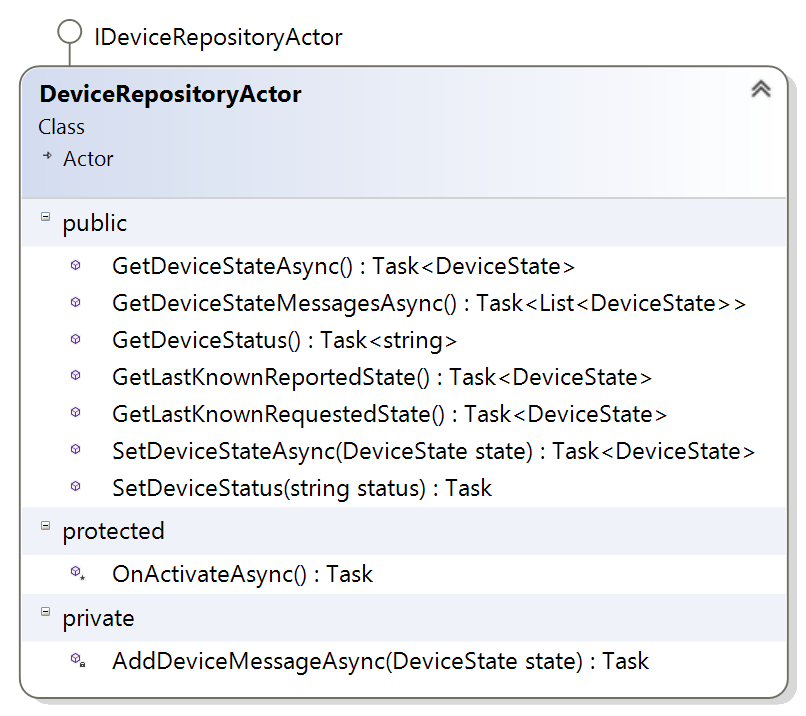 IDeviceRepositoryActor
DeviceRepositoryActor
Class
Actor
public
GetDeviceStateAsync() : Task<DeviceState>
GetDeviceStateMessagesAsync() : Task<List<DeviceState>>
GetDeviceStatus() : Task<string>
GetLastKnownReportedState() : Task<DeviceState>
GetLastKnownRequestedState() : Task<DeviceState>
SetDeviceStateAsync(DeviceState state) : Task<DeviceState>
SetDeviceStatus(string status) : Task
protected
OnActivateAsync() : Task
private
AddDeviceMessageAsync(DeviceState state) : Task